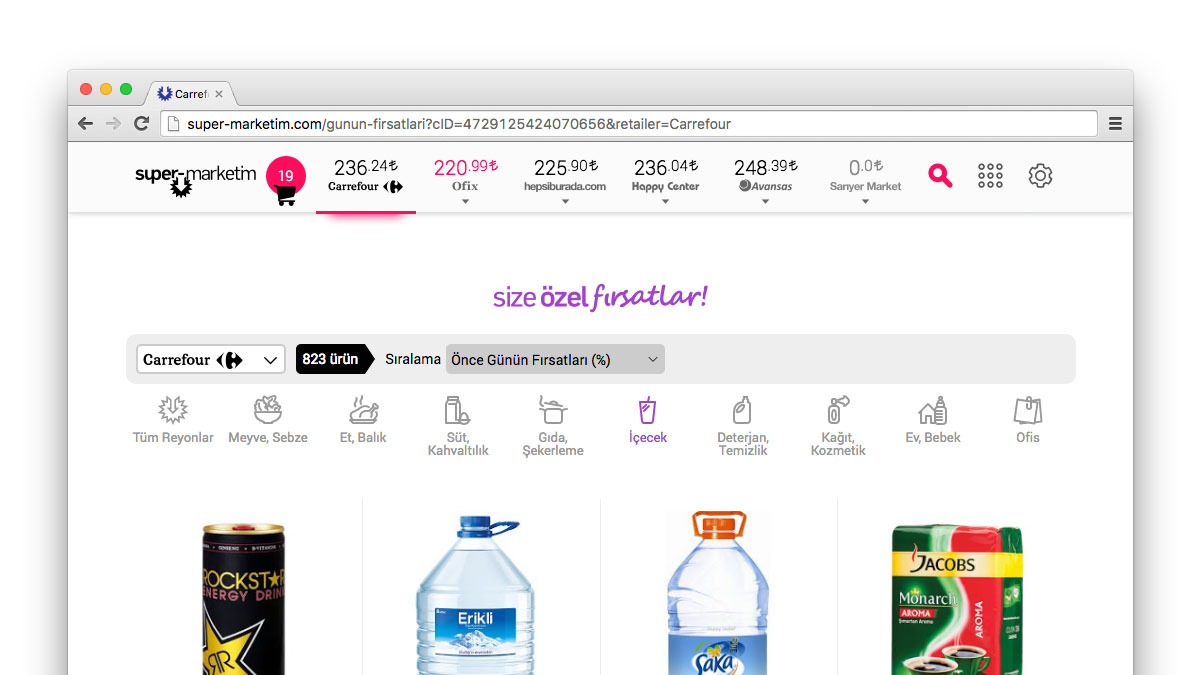 Carref
super-marketim.com/gunun-firsatlari?cID=4729125424070656&retailer=Carrefour
super-marketim
19
236.24₺
Carrefour
220.99₺
Ofix
225.90₺
hepsiburada.com
236.04₺
Happy Center
248.39₺
Avansas
0.0₺
Sarıyer Market
size özel fırsatlar!
Carrefour
823 ürün
Sıralama
Önce Günün Fırsatları (%)
Tüm Reyonlar
Meyve, Sebze
Et, Balık
Süt,
Kahvaltılık
Gıda,
Şekerleme
İçecek
Deterjan,
Temizlik
Kağıt,
Kozmetik
Ev, Bebek
Ofis
GINSENG
B-VITAMINS
ROCKSTAR
ENERGY DRINK
Erikli
Saka
JACOBS
Monarch
AROMA
AROMA